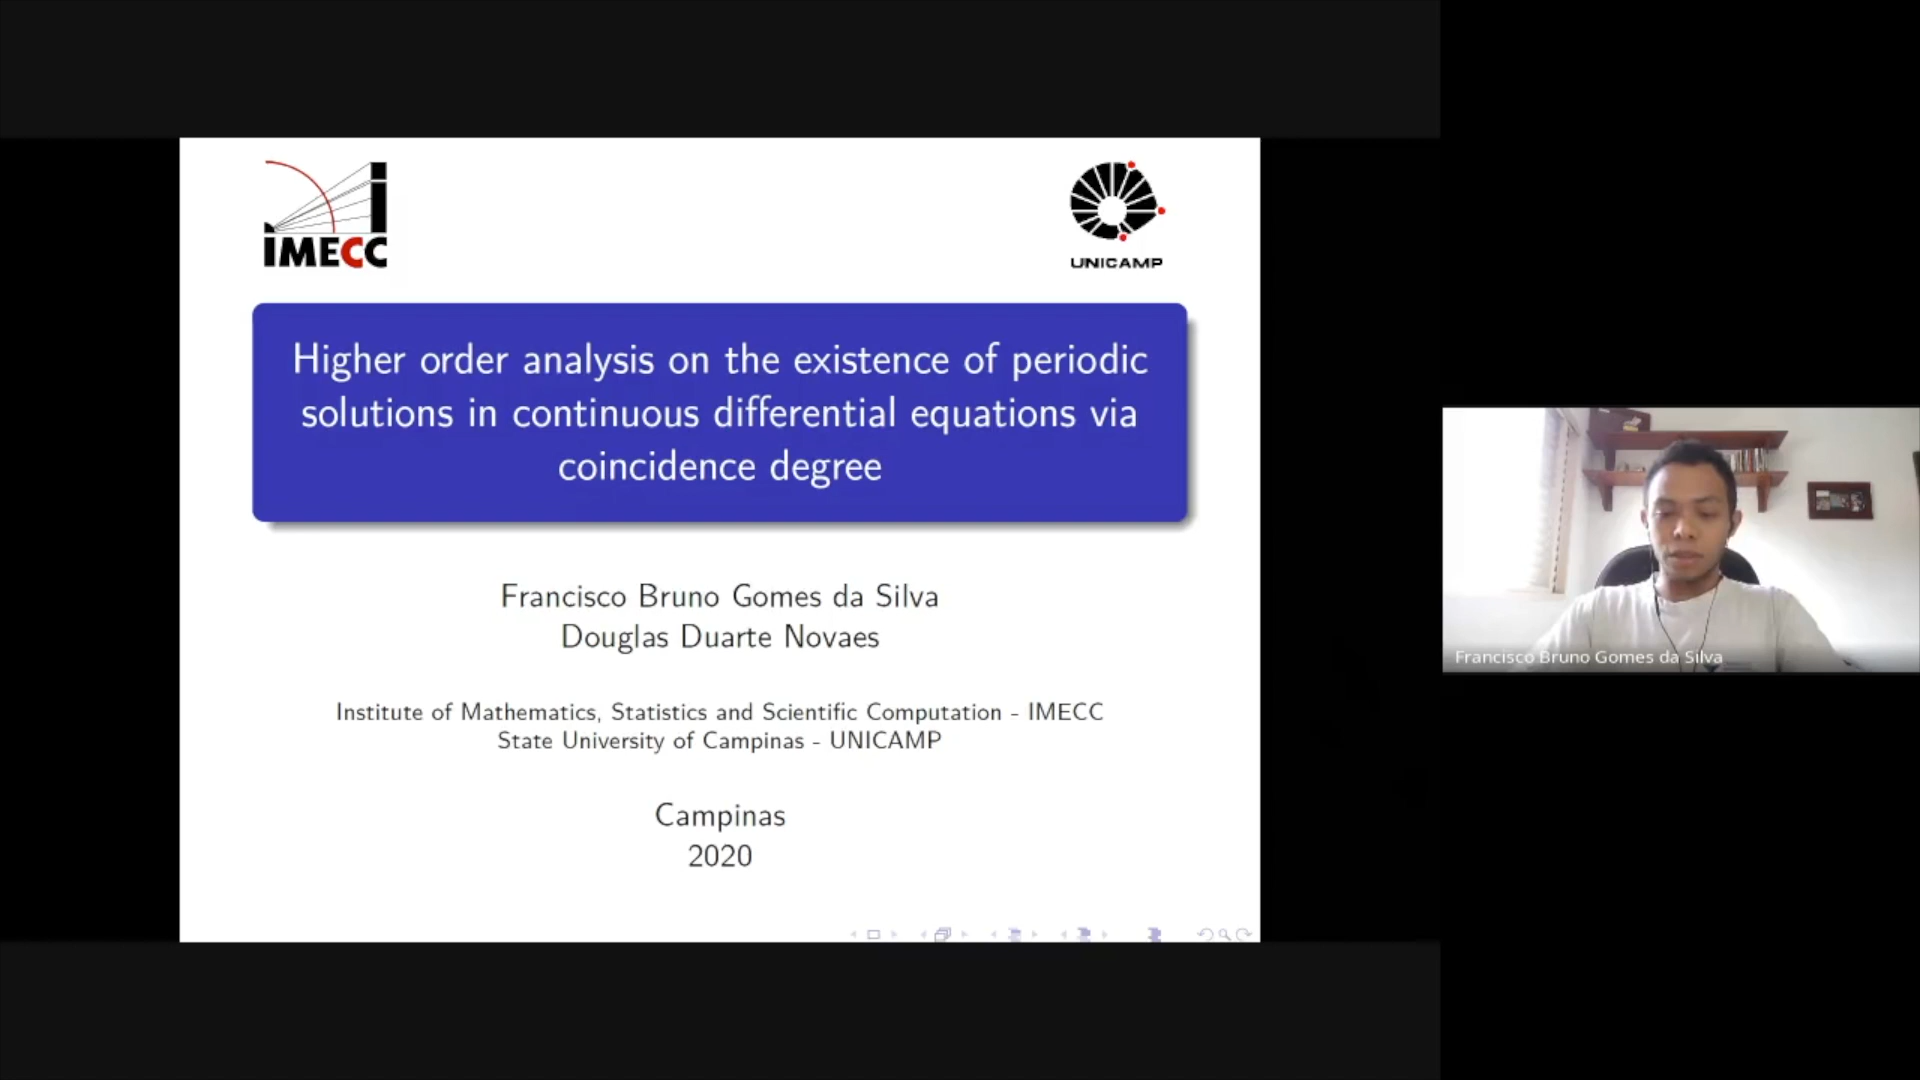 IMECC
UNICAMP
Higher order analysis on the existence of periodic
solutions in continuous differential equations via
coincidence degree
Francisco Bruno Gomes da Silva
Douglas Duarte Novaes
Institute of Mathematics, Statistics and Scientific Computation - IMECC
State University of Campinas - UNICAMP
Campinas
2020
Francisco Bruno Gomes da Silva